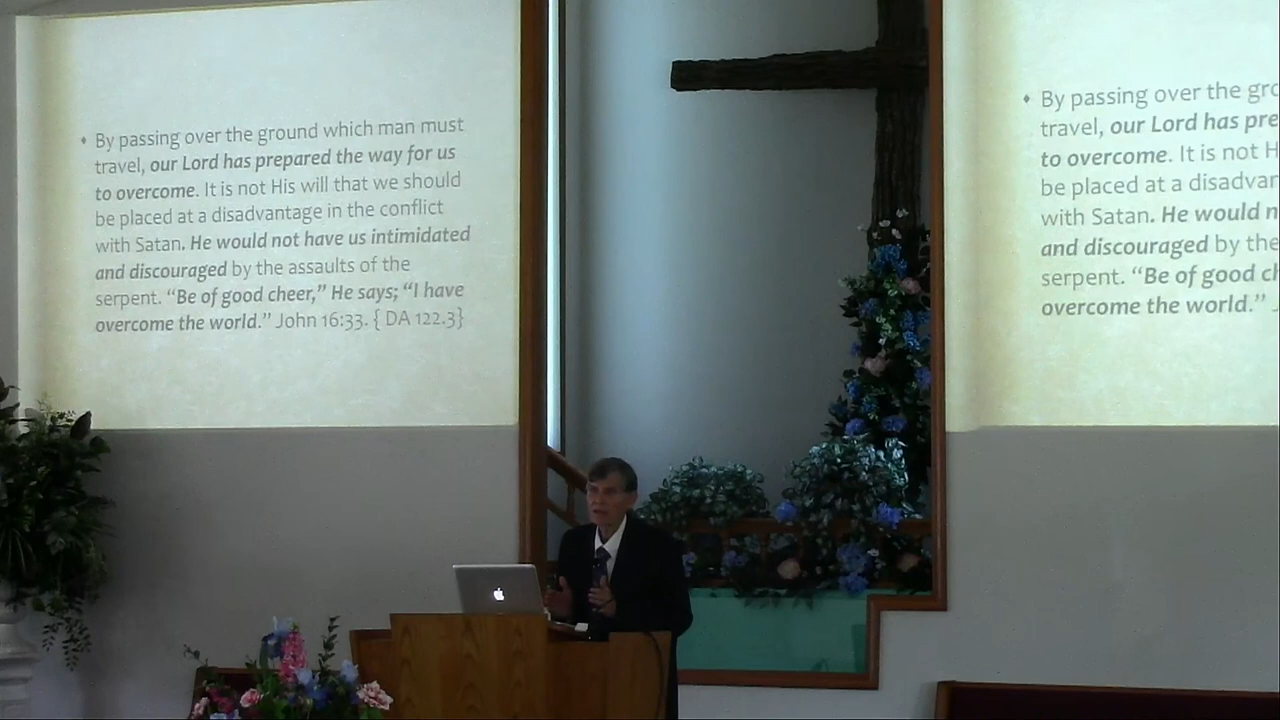 • By passing over the ground which man must
travel, our Lord has prepared the way for us
to overcome. It is not His will that we should
be placed at a disadvantage in the conflict
with Satan. He would not have us intimidated
and discouraged by the assaults of the
serpent. “Be of good cheer,” He says; “I have
overcome the world.” John 16:33. { DA 122.3}
• By passing over the gro
travel, our Lord has pre
to overcome. It is not H
be placed at a disadvan
with Satan. He would n
and discouraged by the
serpent. “Be of good ch
overcome the world.”